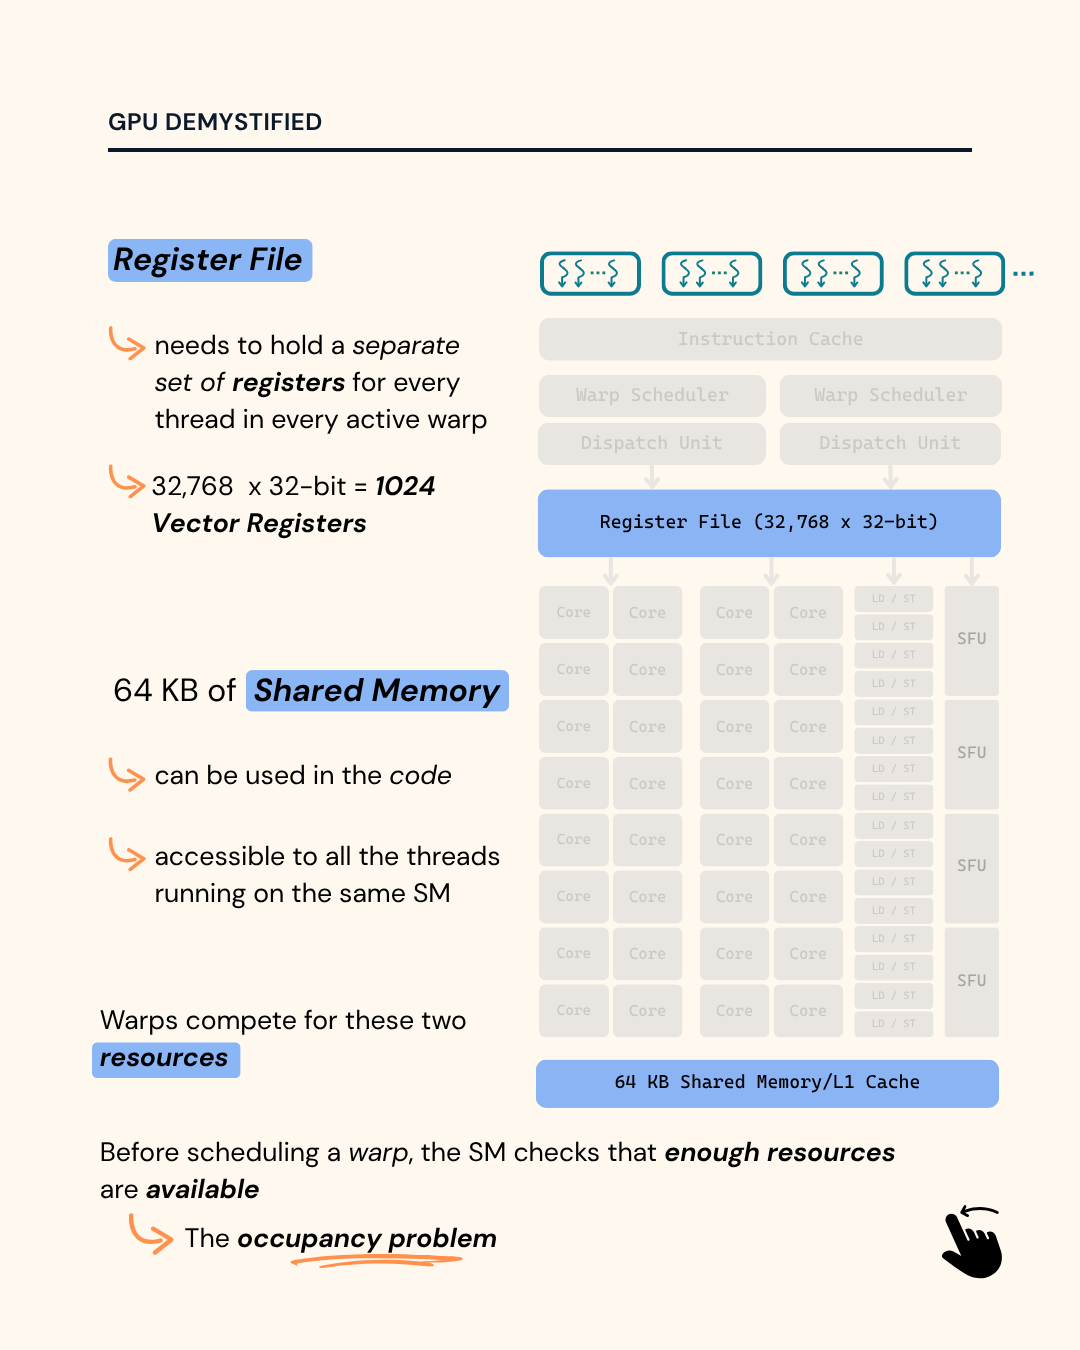 GPU DEMYSTIFIED
Register File
needs to hold a separate
set of registers for every
thread in every active warp
32,768 x 32-bit = 1024
Vector Registers
64 KB of Shared Memory
can be used in the code
accessible to all the threads
running on the same SM
Warps compete for these two
resources
Instruction Cache
Warp Scheduler Warp Scheduler
Dispatch Unit Dispatch Unit
Register File (32,768 x 32-bit)
Core Core Core Core LD / ST
LD / ST
SFU
Core Core Core Core LD / ST
LD / ST
Core Core Core Core LD / ST
LD / ST
SFU
Core Core Core Core LD / ST
LD / ST
Core Core Core Core LD / ST
LD / ST
SFU
Core Core Core Core LD / ST
LD / ST
Core Core Core Core LD / ST
LD / ST
SFU
Core Core Core Core LD / ST
LD / ST
64 KB Shared Memory/L1 Cache
Before scheduling a warp, the SM checks that enough resources
are available
The occupancy problem